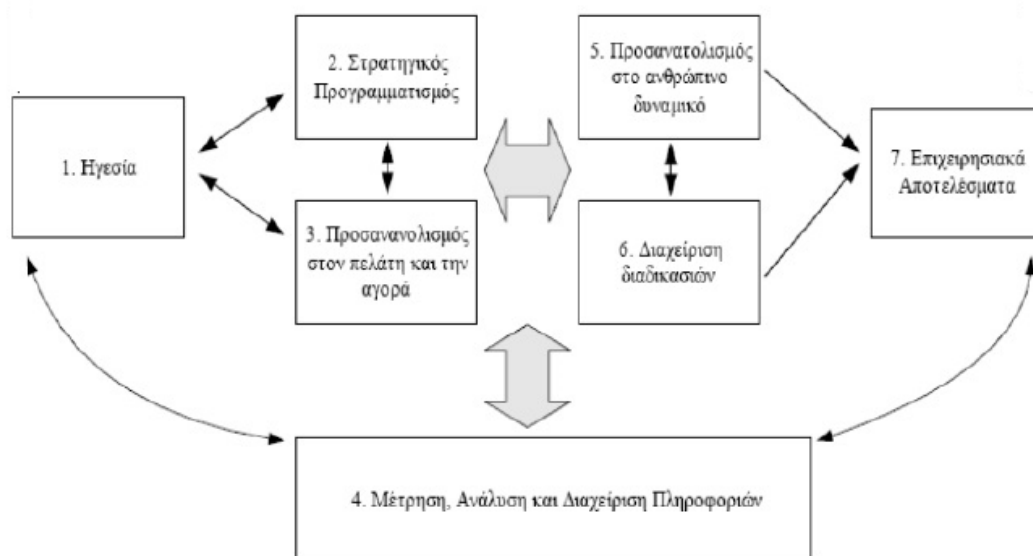 1. Ηγεσία
2. Στρατηγικός
Προγραμματισμός
3. Προσανανολισμός
στον πελάτη και την
αγορά
4. Μέτρηση, Ανάλυση και Διαχείριση Πληροφοριών
5. Προσανατολισμός
στο ανθρώπινο
δυναμικό
6. Διαχείριση
διαδικασιών
7. Επιχειρησιακά
Αποτελέσματα